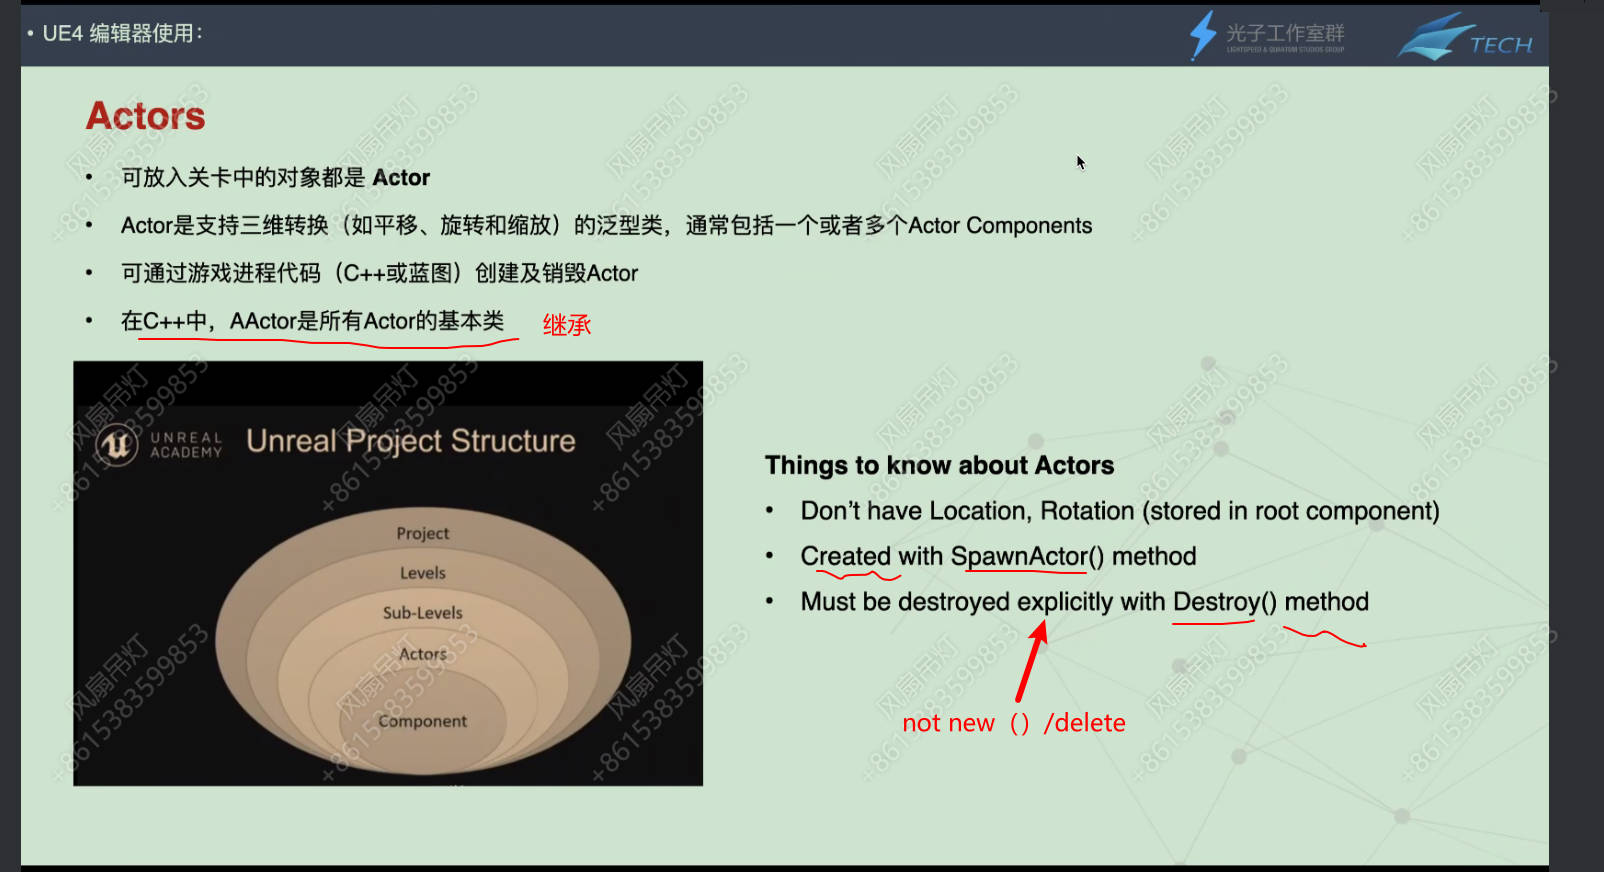 • UE4 编辑器使用：
光子工作室群
LIGHTSPEED & QUANTUM STUDIOS GROUP
TECH
Actors
• 可放入关卡中的对象都是 Actor
• Actor是支持三维转换（如平移、旋转和缩放）的泛型类，通常包括一个或者多个Actor Components
• 可通过游戏进程代码（C++或蓝图）创建及销毁Actor
• 在C++中，AActor是所有Actor的基本类
继承
UNREAL
ACADEMY
Unreal Project Structure
Project
Levels
Sub-Levels
Actors
Component
Things to know about Actors
• Don't have Location, Rotation (stored in root component)
• Created with SpawnActor() method
• Must be destroyed explicitly with Destroy() method
not new（）/delete
风扇吊灯
+8615383599853